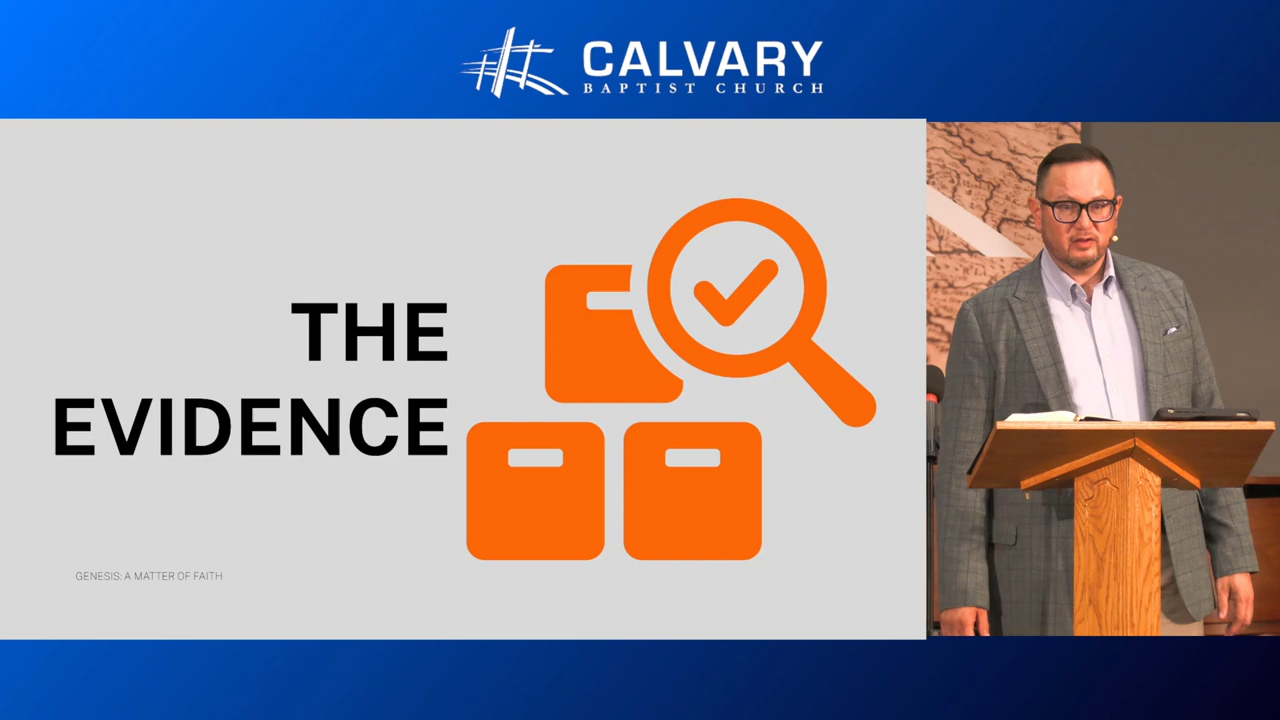 CALVARY
BAPTIST CHURCH
THE
EVIDENCE
GENESIS: A MATTER OF FAITH